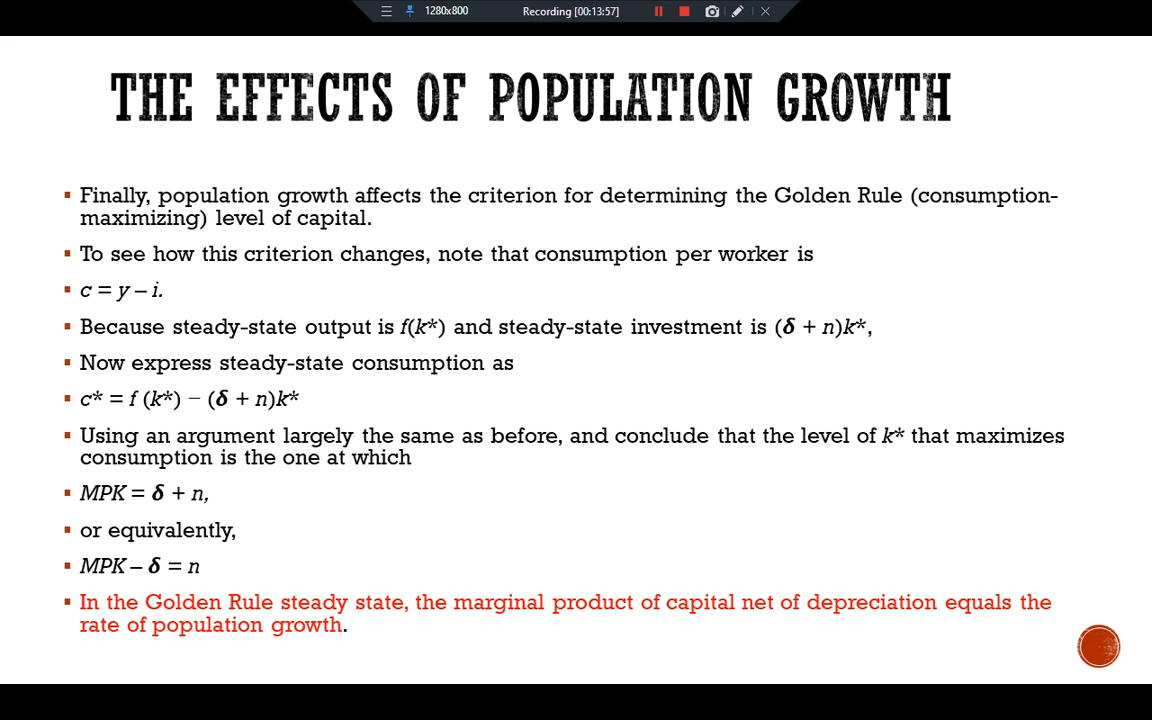 1280x800
Recording [00:13:57]
THE EFFECTS OF POPULATION GROWTH
▪ Finally, population growth affects the criterion for determining the Golden Rule (consumption-
maximizing) level of capital.
▪ To see how this criterion changes, note that consumption per worker is
▪ c = y – i.
▪ Because steady-state output is f(k*) and steady-state investment is (δ + n)k*,
▪ Now express steady-state consumption as
▪ c* = f (k*) − (δ + n)k*
▪ Using an argument largely the same as before, and conclude that the level of k* that maximizes
consumption is the one at which
▪ MPK = δ + n,
▪ or equivalently,
▪ MPK – δ = n
▪ In the Golden Rule steady state, the marginal product of capital net of depreciation equals the
rate of population growth.